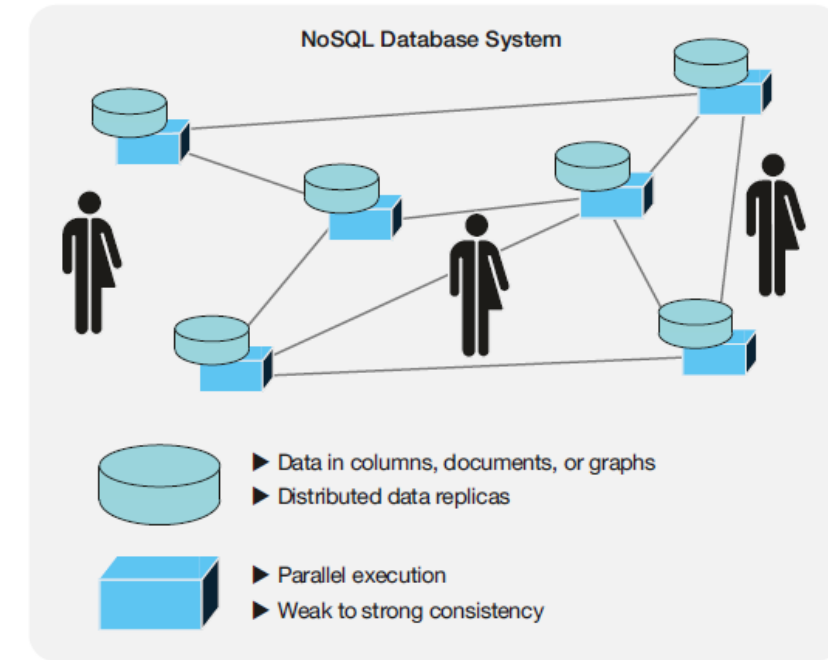 NoSQL Database System
▶ Data in columns, documents, or graphs
▶ Distributed data replicas
▶ Parallel execution
▶ Weak to strong consistency